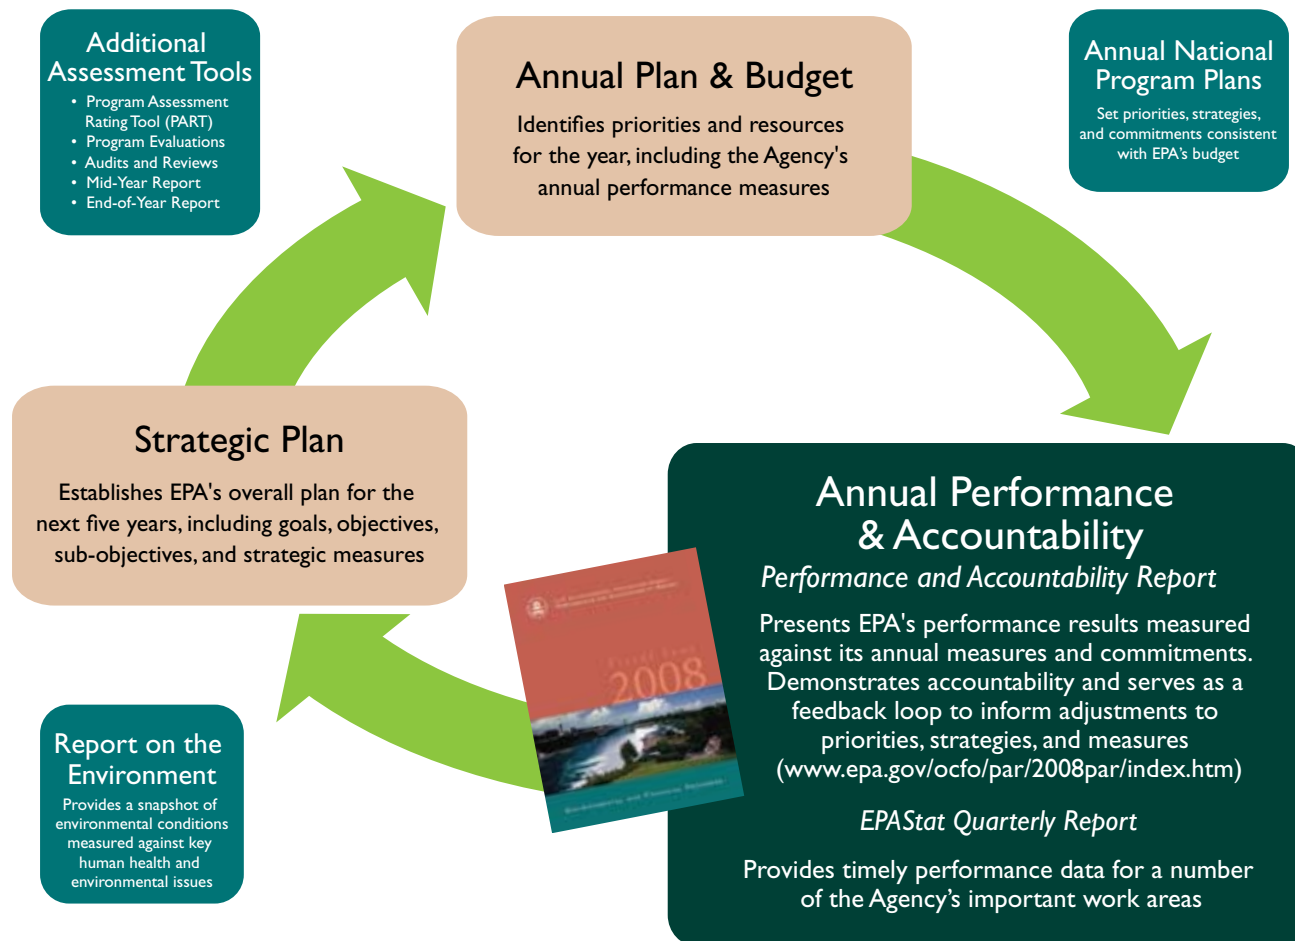 Additional
Assessment Tools
• Program Assessment
Rating Tool (PART)
• Program Evaluations
• Audits and Reviews
• Mid-Year Report
• End-of-Year Report
Annual Plan & Budget
Identifies priorities and resources
for the year, including the Agency's
annual performance measures
Annual National
Program Plans
Set priorities, strategies,
and commitments consistent
with EPA’s budget
Strategic Plan
Establishes EPA's overall plan for the
next five years, including goals, objectives,
sub-objectives, and strategic measures
Fiscal Year
2008
Annual Performance
& Accountability
Performance and Accountability Report
Presents EPA's performance results measured
against its annual measures and commitments.
Demonstrates accountability and serves as a
feedback loop to inform adjustments to
priorities, strategies, and measures
(www.epa.gov/ocfo/par/2008par/index.htm)
EPAStat Quarterly Report
Provides timely performance data for a number
of the Agency’s important work areas
Report on the
Environment
Provides a snapshot of
environmental conditions
measured against key
human health and
environmental issues